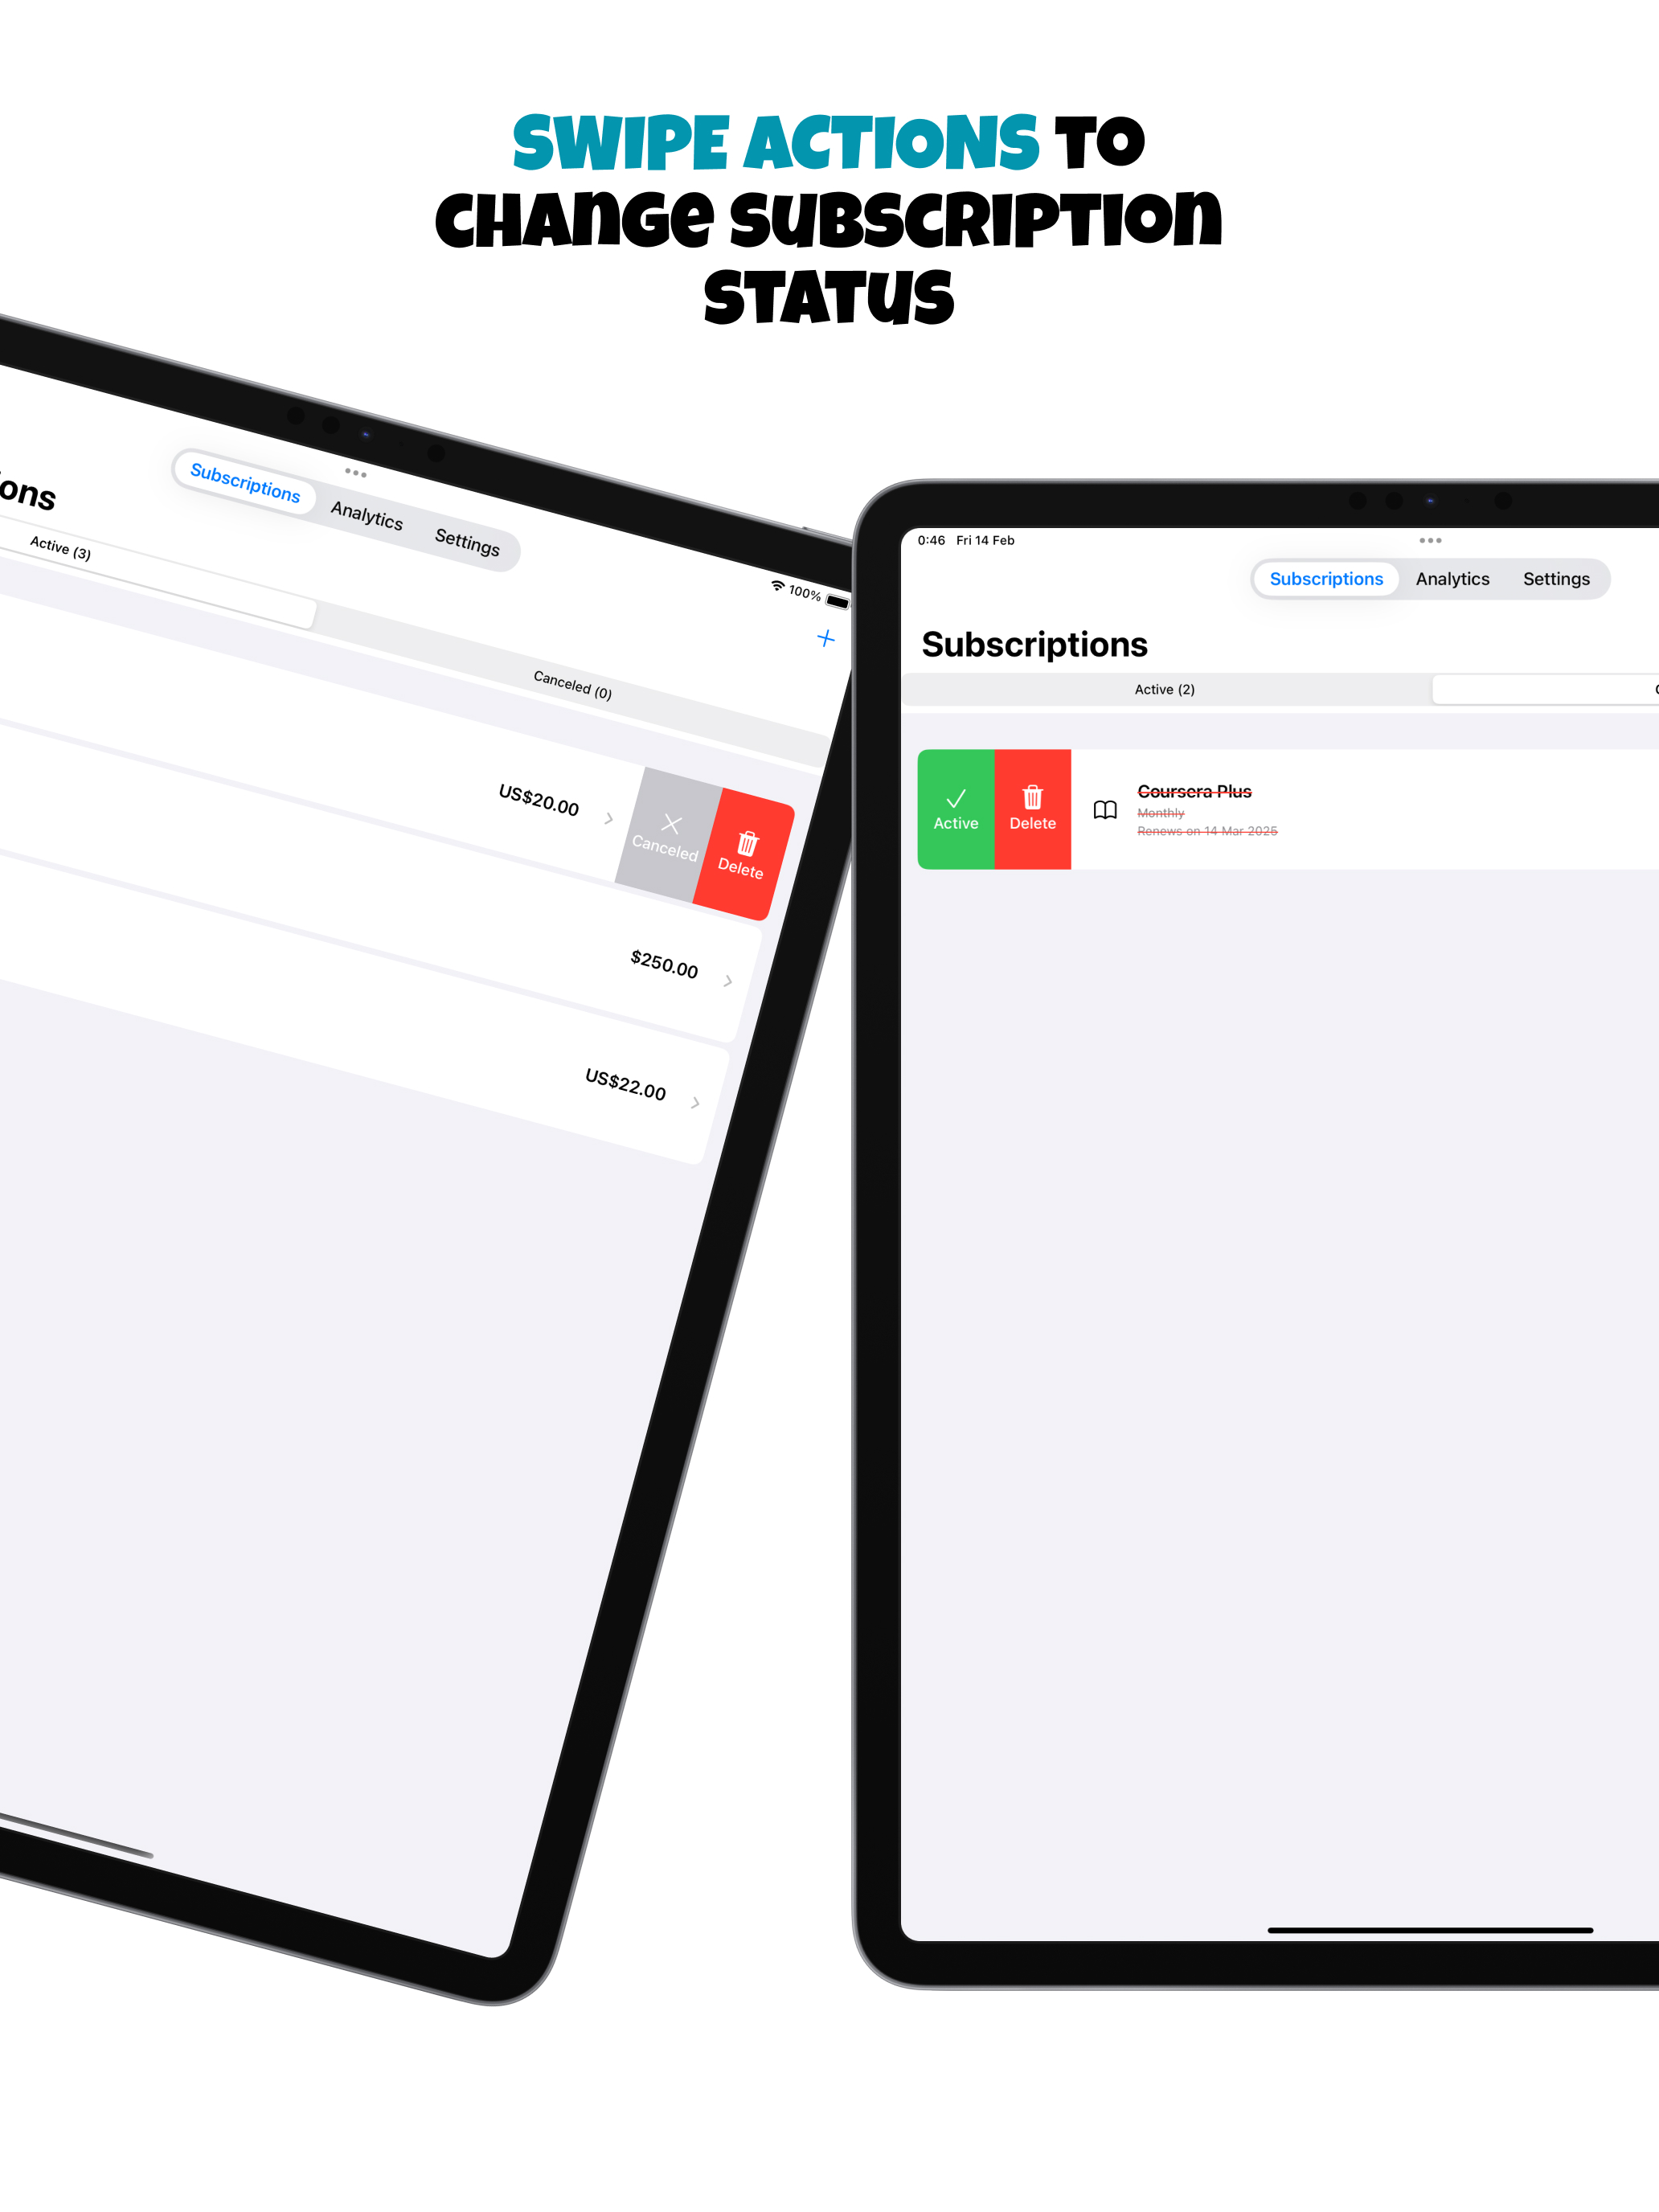 SWIPE ACTIONS TO
CHANGE SUBSCRIPTION
STATUS
Subscriptions
Analytics
Settings
100%
Active (3)
Canceled (0)
US$20.00
Canceled
Delete
$250.00
US$22.00
0:46 Fri 14 Feb
Subscriptions
Analytics
Settings
Subscriptions
Active (2)
Active
Delete
Coursera Plus
Monthly
Renews on 14 Mar 2025